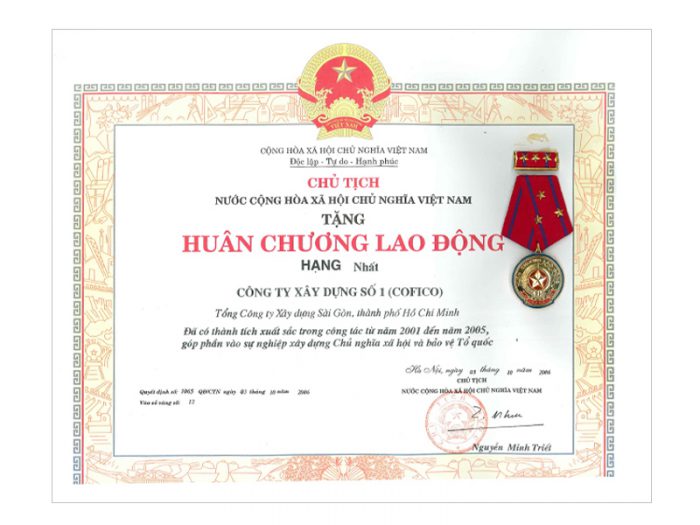 VIỆT NAM
CỘNG HÒA XÃ HỘI CHỦ NGHĨA VIỆT NAM
Độc lập - Tự do - Hạnh phúc
CHỦ TỊCH
NƯỚC CỘNG HÒA XÃ HỘI CHỦ NGHĨA VIỆT NAM
TẶNG
HUÂN CHƯƠNG LAO ĐỘNG
HẠNG Nhất
CÔNG TY XÂY DỰNG SỐ 1 (COFICO)
Tổng Công ty Xây dựng Sài Gòn, thành phố Hồ Chí Minh
Đã có thành tích xuất sắc trong công tác từ năm 2001 đến năm 2005,
góp phần vào sự nghiệp xây dựng Chủ nghĩa xã hội và bảo vệ Tổ quốc
Hà Nội, ngày 03 tháng 10 năm 2006
CHỦ TỊCH
NƯỚC CỘNG HÒA XÃ HỘI CHỦ NGHĨA VIỆT NAM
Quyết định số: 1065 QĐ/CTN ngày 03 tháng 10 năm 2006
Vào sổ vàng số: 12
Nguyễn Minh Triết